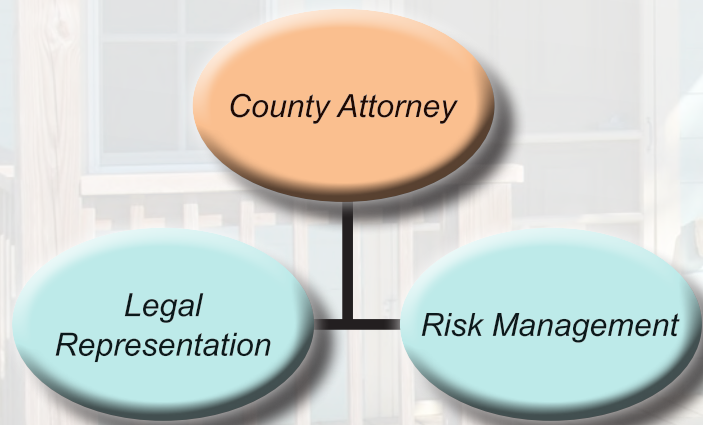 County Attorney
Legal
Representation
Risk Management